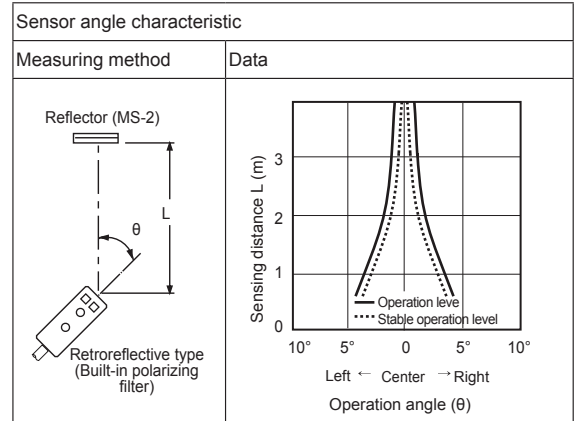 Sensor angle characteristic
Measuring method
Data
Reflector (MS-2)
L
θ
Retroreflective type
(Built-in polarizing
filter)
Sensing distance L (m)
3
2
1
0
Operation leve
Stable operation level
10° 5° 0 5° 10°
Left ← Center → Right
Operation angle (θ)